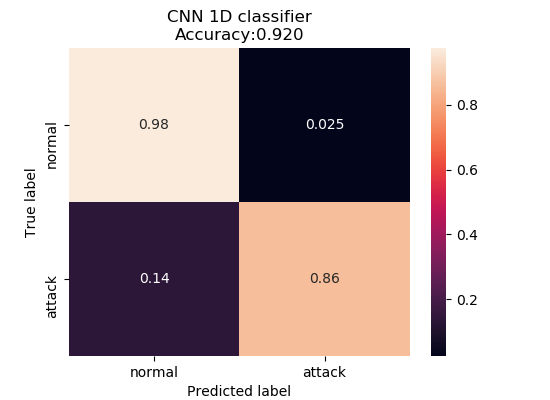 CNN 1D classifier
Accuracy:0.920
True label
normal
0.98
0.025
attack
0.14
0.86
normal
attack
Predicted label
0.8
0.6
0.4
0.2